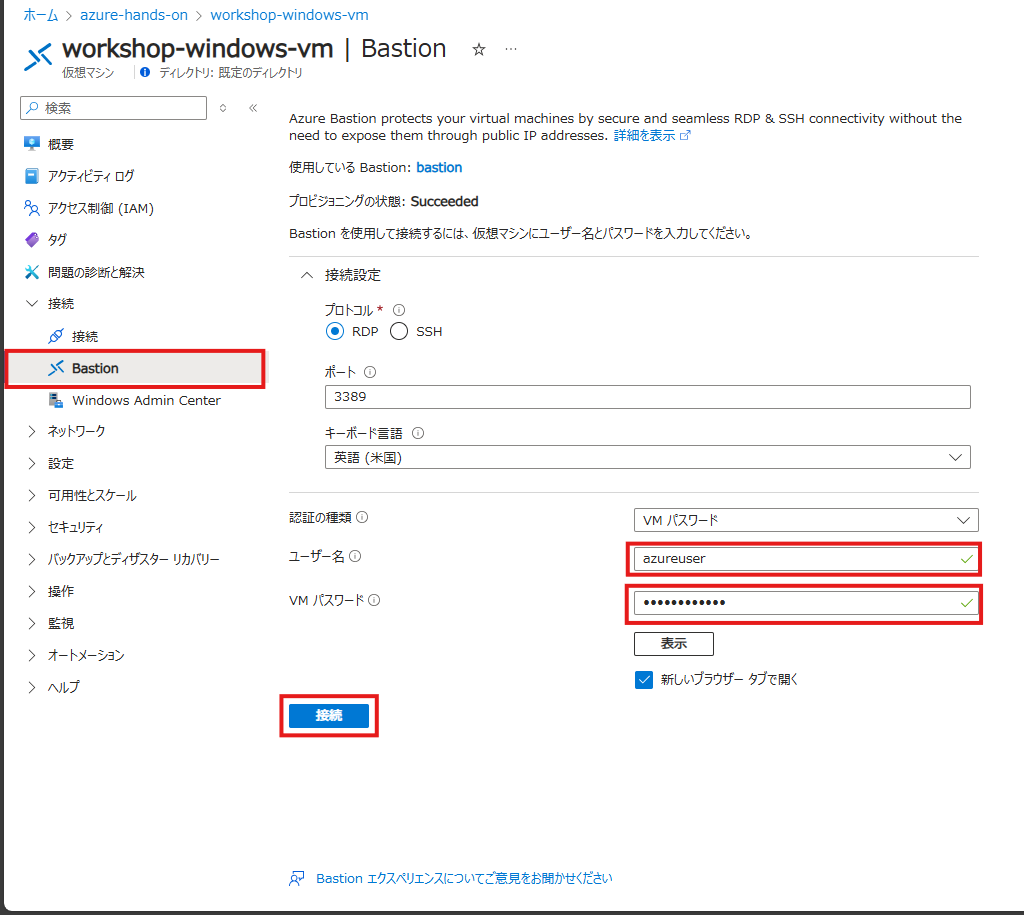 ホーム > azure-hands-on > workshop-windows-vm
workshop-windows-vm | Bastion
仮想マシン
ディレクトリ: 既定のディレクトリ
検索
概要
アクティビティ ログ
アクセス制御 (IAM)
タグ
問題の診断と解決
接続
接続
Bastion
Windows Admin Center
ネットワーク
設定
可用性とスケール
セキュリティ
バックアップとディザスター リカバリー
操作
監視
オートメーション
ヘルプ
Azure Bastion protects your virtual machines by secure and seamless RDP & SSH connectivity without the
need to expose them through public IP addresses. 詳細を表示
使用している Bastion: bastion
プロビジョニングの状態: Succeeded
Bastion を使用して接続するには、仮想マシンにユーザー名とパスワードを入力してください。
接続設定
プロトコル *
RDP SSH
ポート
3389
キーボード言語
英語 (米国)
認証の種類
VM パスワード
ユーザー名
azureuser
VM パスワード
••••••••••••
表示
新しいブラウザー タブで開く
接続
Bastion エクスペリエンスについてご意見をお聞かせください